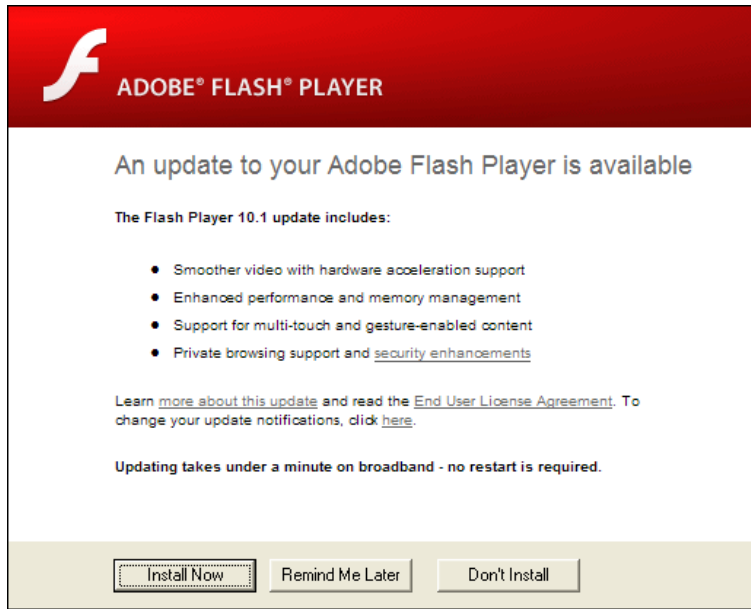 ADOBE® FLASH® PLAYER
An update to your Adobe Flash Player is available
The Flash Player 10.1 update includes:
• Smoother video with hardware acceleration support
• Enhanced performance and memory management
• Support for multi-touch and gesture-enabled content
• Private browsing support and security enhancements
Learn more about this update and read the End User License Agreement. To
change your update notifications, click here.
Updating takes under a minute on broadband - no restart is required.
Install Now
Remind Me Later
Don't Install